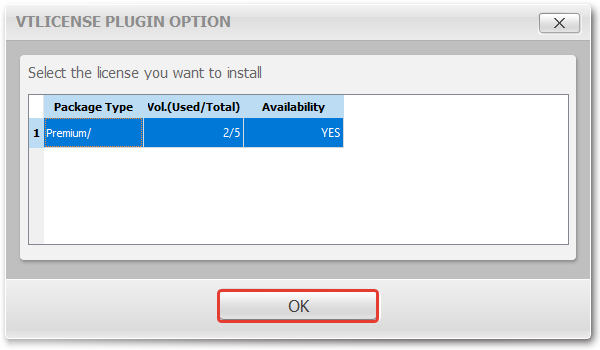 VTLICENSE PLUGIN OPTION
Select the license you want to install
Package Type Vol.(Used/Total) Availability
1 Premium/ 2/5 YES
OK